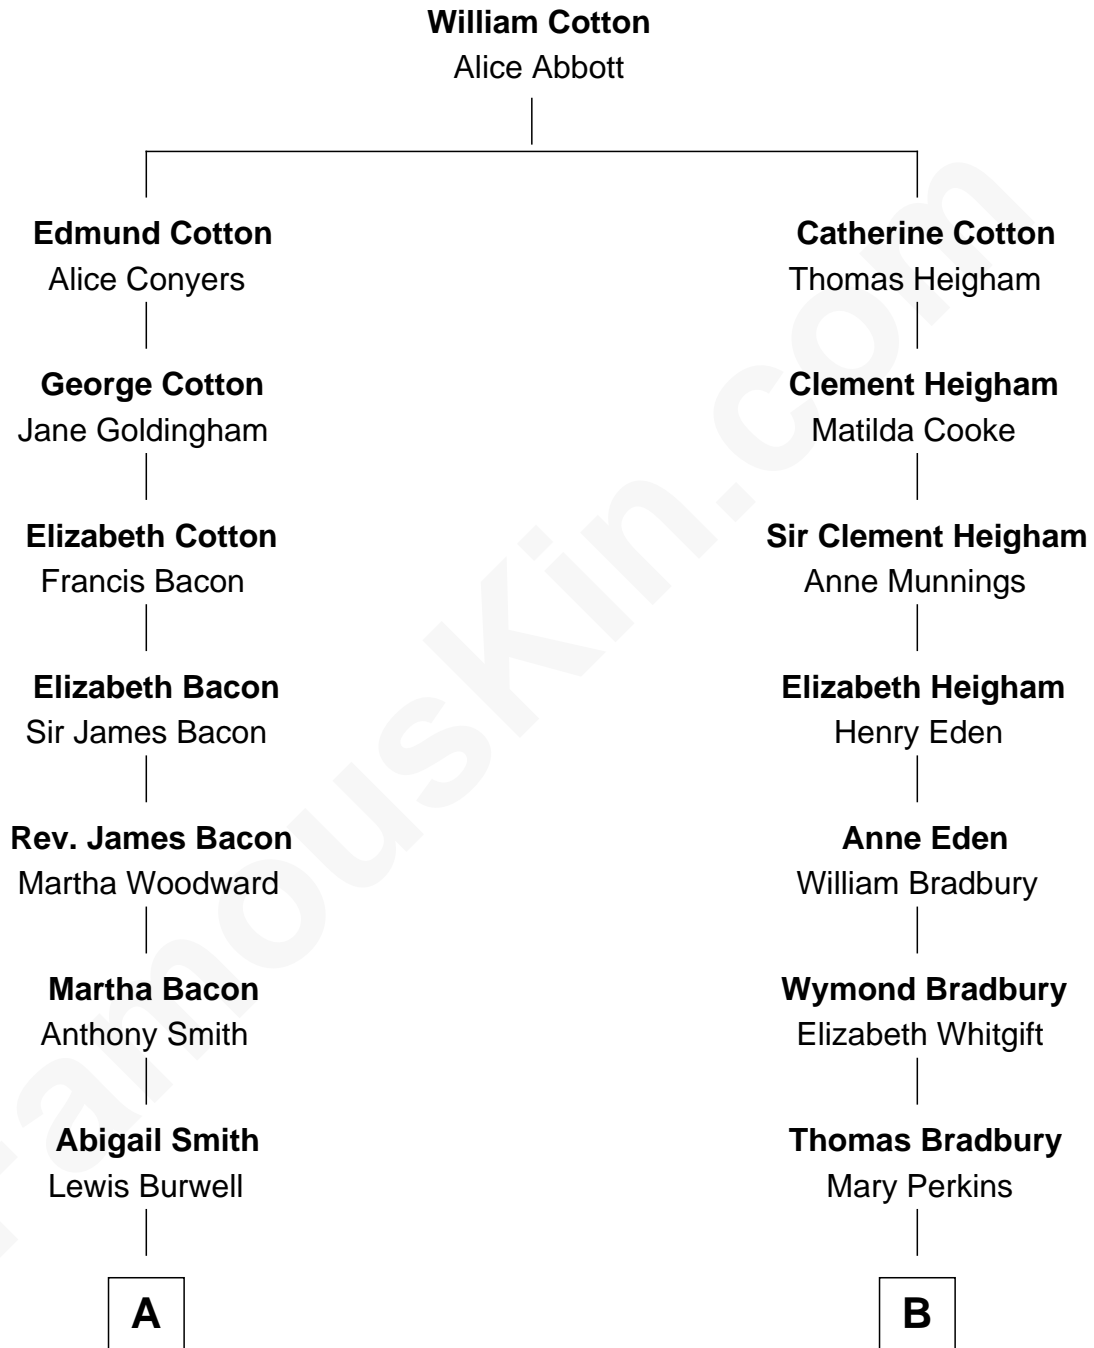 William Cotton
Alice Abbott
Edmund Cotton
Alice Conyers
George Cotton
Jane Goldingham
Elizabeth Cotton
Francis Bacon
Elizabeth Bacon
Sir James Bacon
Rev. James Bacon
Martha Woodward
Martha Bacon
Anthony Smith
Abigail Smith
Lewis Burwell
A
Catherine Cotton
Thomas Heigham
Clement Heigham
Matilda Cooke
Sir Clement Heigham
Anne Munnings
Elizabeth Heigham
Henry Eden
Anne Eden
William Bradbury
Wymond Bradbury
Elizabeth Whitgift
Thomas Bradbury
Mary Perkins
B
FamousKin.com